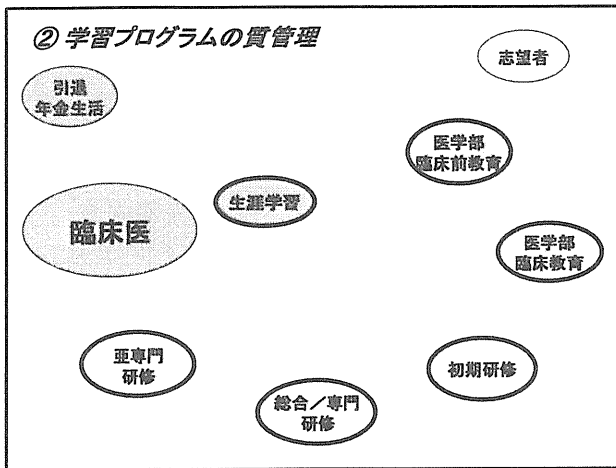 ② 学習プログラムの質管理
志望者
引退
年金生活
医学部
臨床前教育
生涯学習
臨床医
医学部
臨床教育
亜専門
研修
初期研修
総合／専門
研修